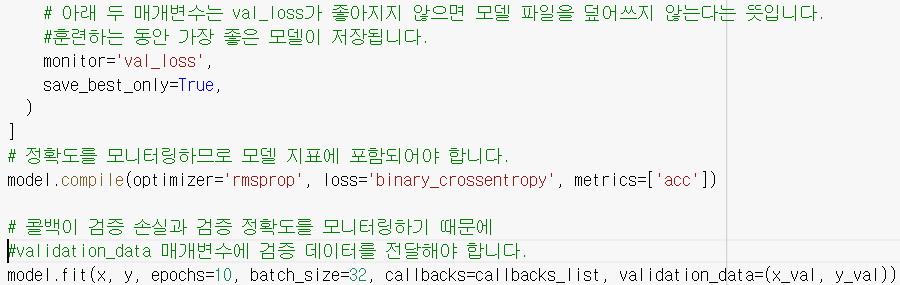 # 아래 두 매개변수는 val_loss가 좋아지지 않으면 모델 파일을 덮어쓰지 않는다는 뜻입니다.
#훈련하는 동안 가장 좋은 모델이 저장됩니다.
monitor='val_loss',
save_best_only=True,
)
]
# 정확도를 모니터링하므로 모델 지표에 포함되어야 합니다.
model.compile(optimizer='rmsprop', loss='binary_crossentropy', metrics=['acc'])
# 콜백이 검증 손실과 검증 정확도를 모니터링하기 때문에
#validation_data 매개변수에 검증 데이터를 전달해야 합니다.
model.fit(x, y, epochs=10, batch_size=32, callbacks=callbacks_list, validation_data=(x_val, y_val))